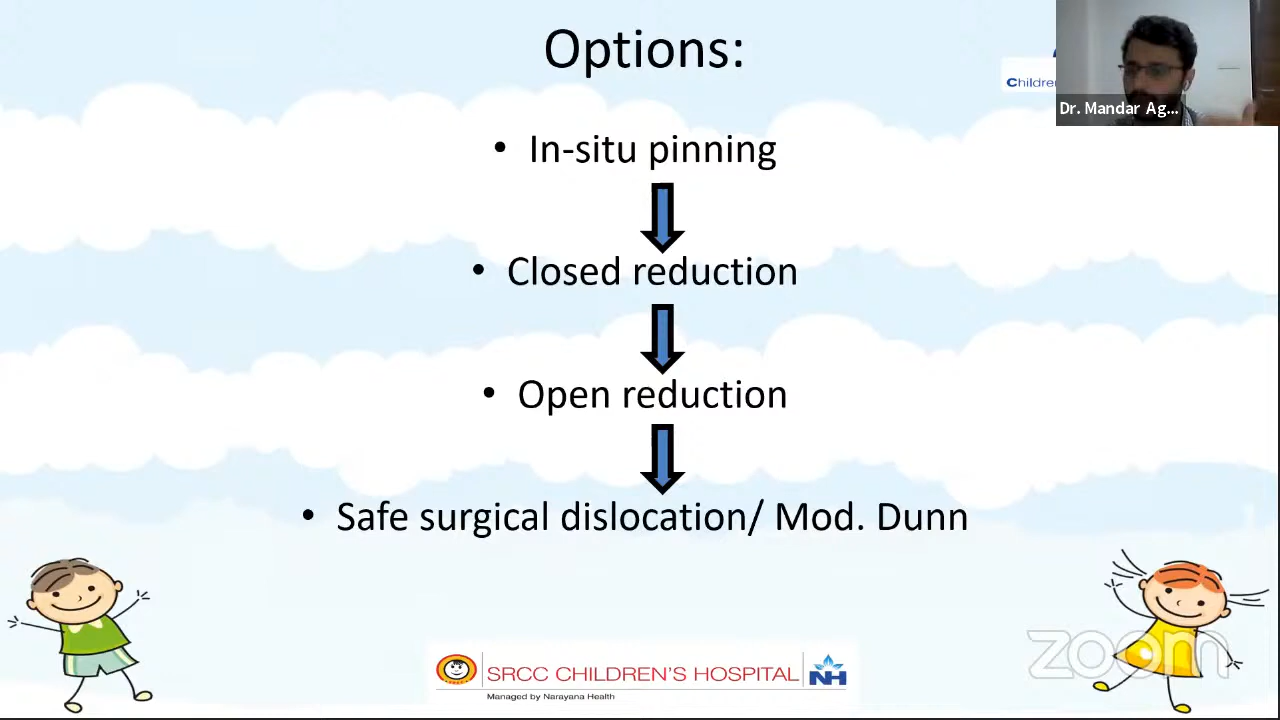 Options:
Children
Dr. Mandar Ag...
• In-situ pinning
• Closed reduction
• Open reduction
• Safe surgical dislocation/ Mod. Dunn
zoom
SRCC CHILDREN'S HOSPITAL
NH
Managed by Narayana Health